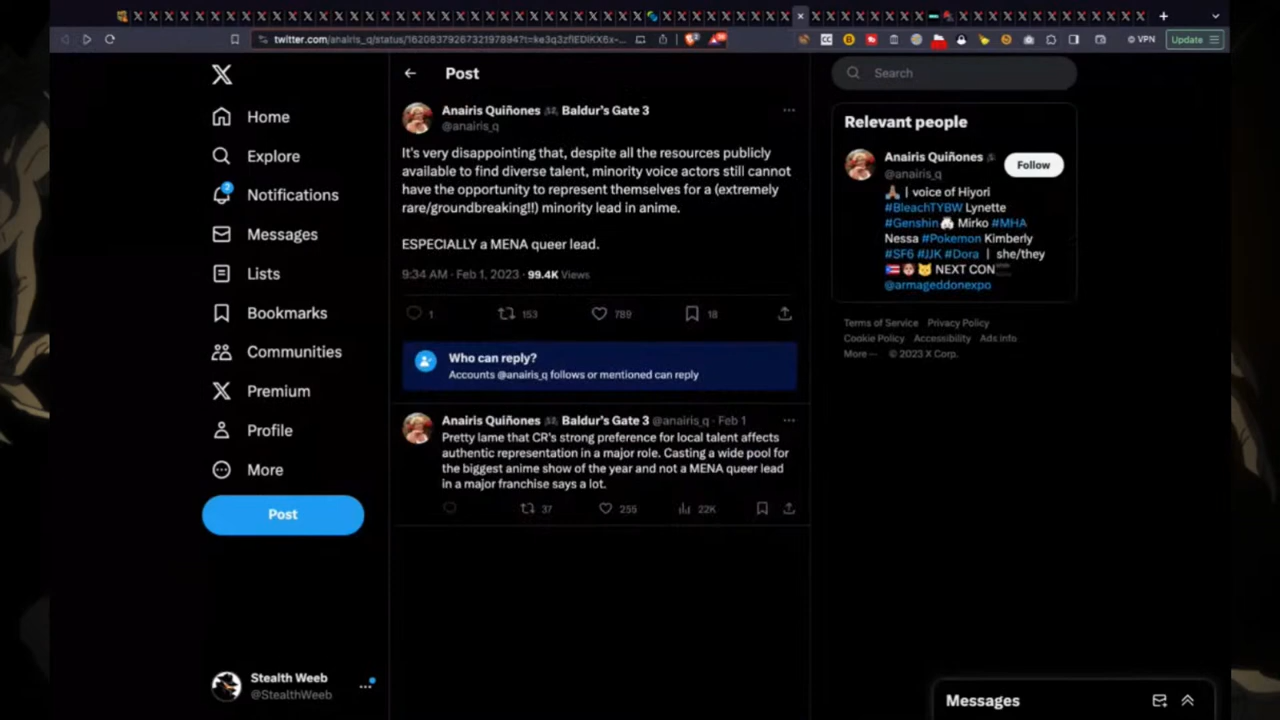 VPN
Update
Home
Explore
2
Notifications
Messages
Lists
Bookmarks
Communities
Premium
Profile
More
Post
Stealth Weeb
@StealthWeeb
Post
Anairis Quiñones Baldur's Gate 3
@anairis_q
It's very disappointing that, despite all the resources publicly
available to find diverse talent, minority voice actors still cannot
have the opportunity to represent themselves for a (extremely
rare/groundbreaking!!) minority lead in anime.
ESPECIALLY a MENA queer lead.
9:34 AM · Feb 1, 2023 · 99.4K Views
1 153 789 18
Who can reply?
Accounts @anairis_q follows or mentioned can reply
Anairis Quiñones Baldur's Gate 3 @anairis_q · Feb 1
Pretty lame that CR's strong preference for local talent affects
authentic representation in a major role. Casting a wide pool for
the biggest anime show of the year and not a MENA queer lead
in a major franchise says a lot.
37 255 22K
Search
Relevant people
Anairis Quiñones
@anairis_q
Follow
| voice of Hiyori
#BleachTYBW Lynette
#Genshin Mirko #MHA
Nessa #Pokemon Kimberly
#SF6 #JJK #Dora | she/they
NEXT CON
@armageddonexpo
Terms of Service Privacy Policy
Cookie Policy Accessibility Ads info
More ··· © 2023 X Corp.
Messages